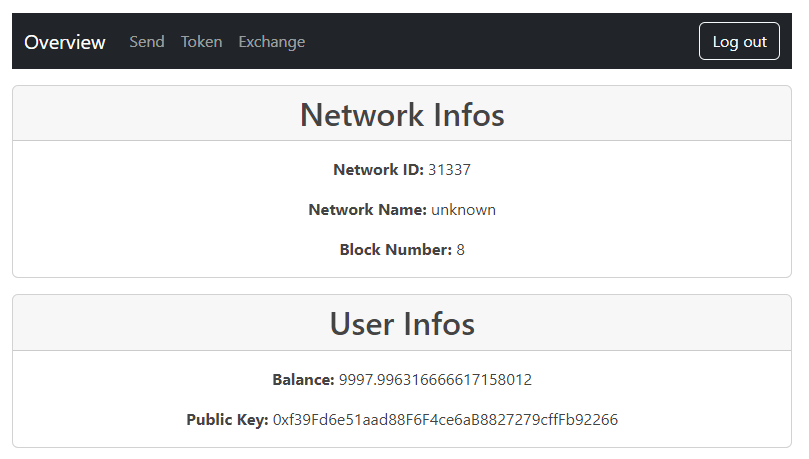 Overview Send Token Exchange Log out
Network Infos
Network ID: 31337
Network Name: unknown
Block Number: 8
User Infos
Balance: 9997.996316666617158012
Public Key: 0xf39Fd6e51aad88F6F4ce6aB8827279cffFb92266